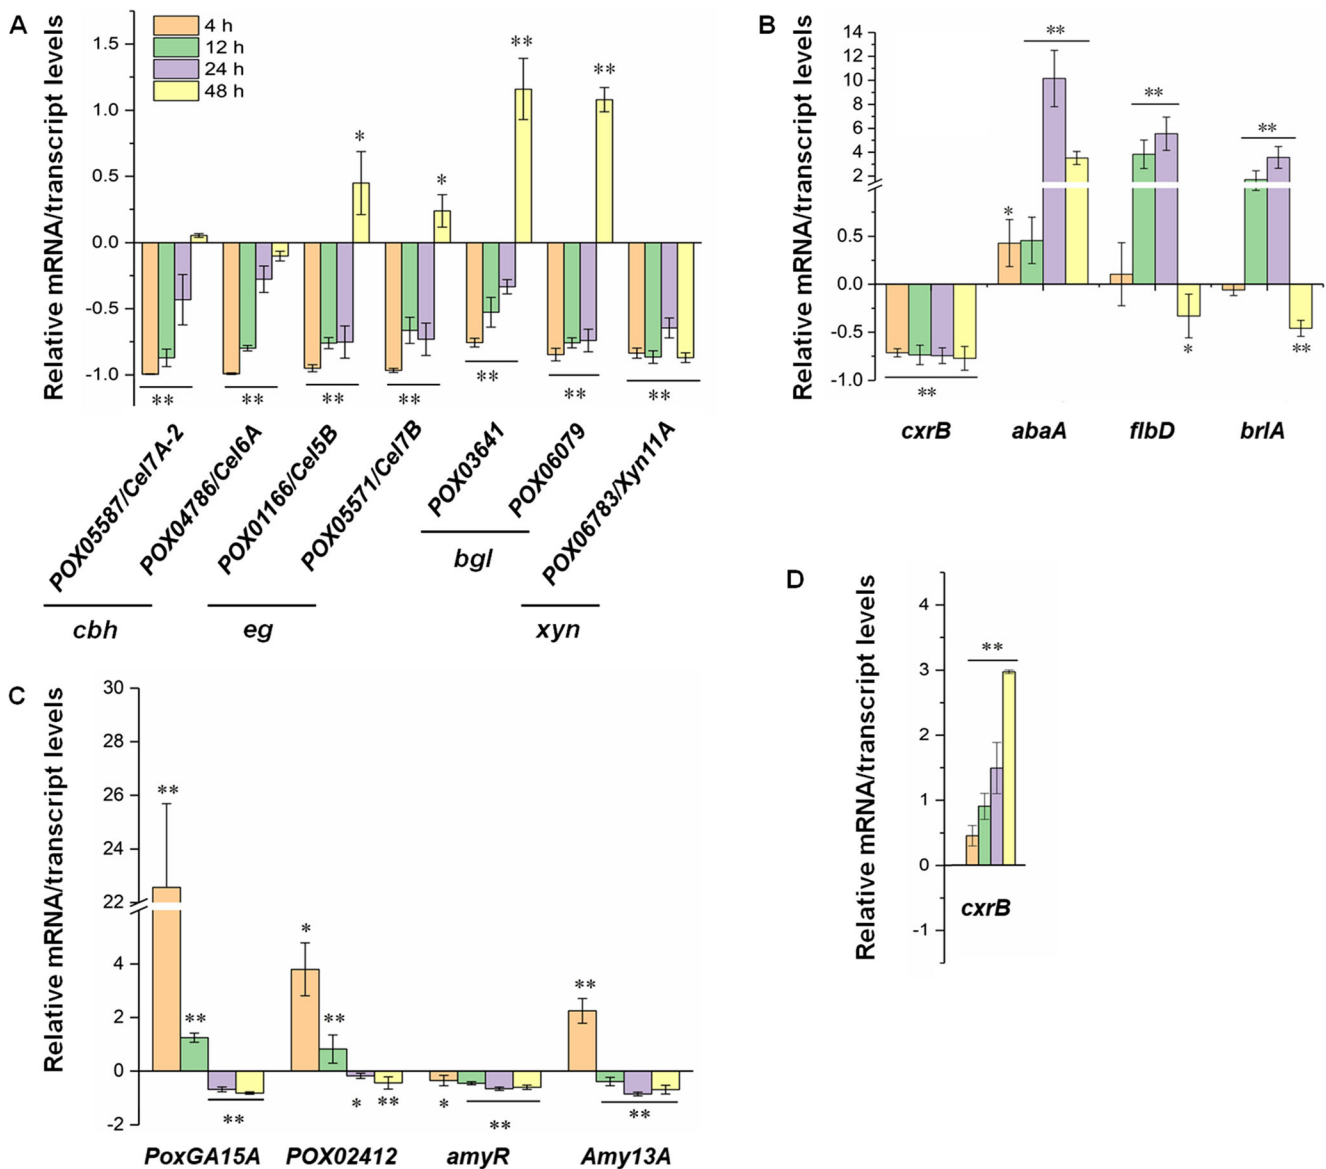 A
Relative mRNA/transcript levels
1.5
1.0
0.5
0.0
-0.5
-1.0
4 h
12 h
24 h
48 h
** ** * ** * ** ** ** ** ** **
POX05587/Cel7A-2
POX04786/Cel6A
POX01166/Cel5B
POX05571/Cel7B
POX03641
POX06079
POX06783/Xyn11A
cbh
eg
bgl
xyn
B
Relative mRNA/transcript levels
14
12
10
8
6
4
2
0.5
0.0
-0.5
-1.0
** * ** ** * ** **
cxrB abaA flbD brlA
C
Relative mRNA/transcript levels
30
28
26
24
22
4
2
0
-2
** ** ** * ** * ** * ** ** **
PoxGA15A POX02412 amyR Amy13A
D
Relative mRNA/transcript levels
4
3
2
1
0
-1
**
cxrB